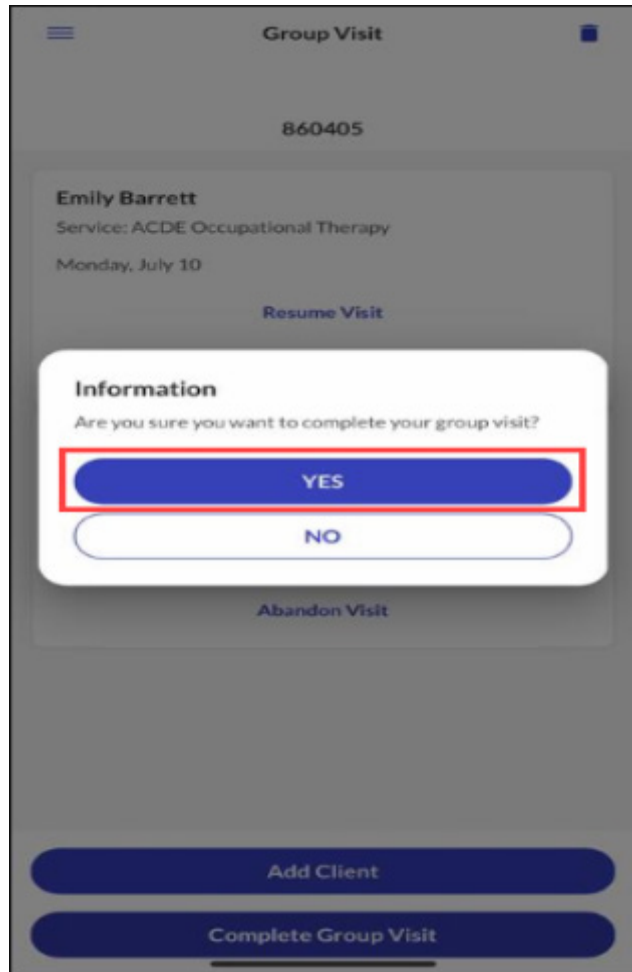 Group Visit
860405
Emily Barrett
Service: ACDE Occupational Therapy
Monday, July 10
Resume Visit
Information
Are you sure you want to complete your group visit?
YES
NO
Abandon Visit
Add Client
Complete Group Visit